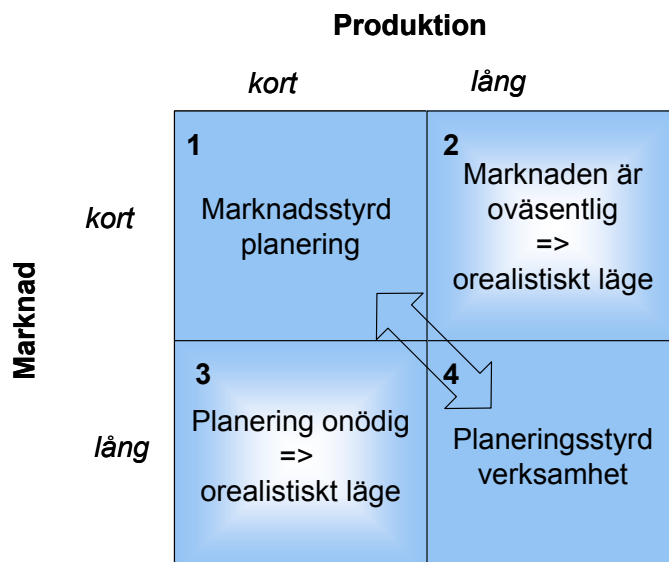 Produktion
kort
lång
Marknad
kort
1
Marknadsstyrd
planering
2
Marknaden är
oväsentlig
=>
orealistiskt läge
lång
3
Planering onödig
=>
orealistiskt läge
4
Planeringsstyrd
verksamhet